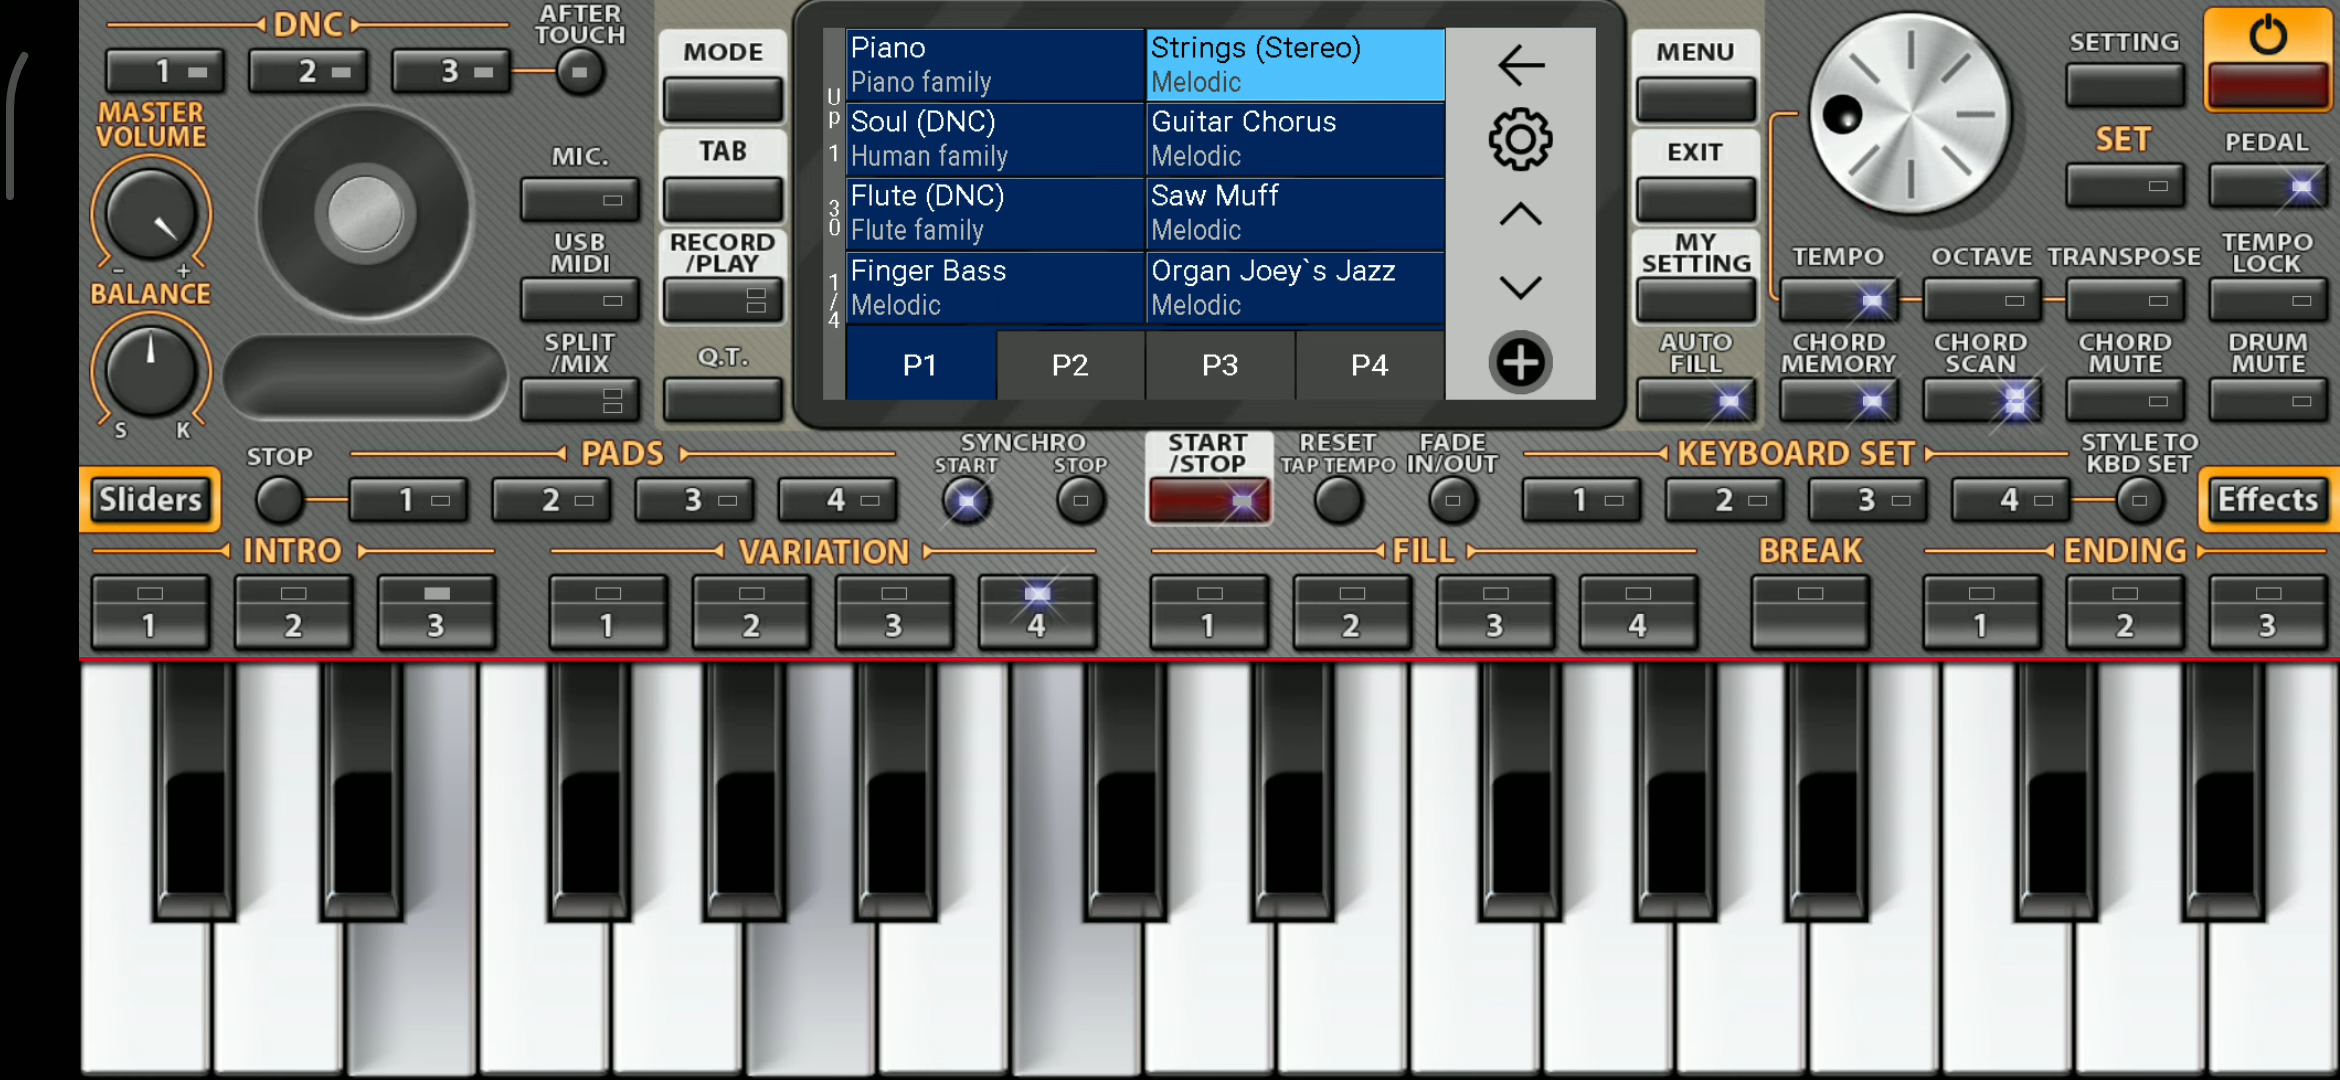 DNC
AFTER
TOUCH
1
2
3
MASTER
VOLUME
- +
BALANCE
S K
MIC.
USB
MIDI
SPLIT
/MIX
MODE
TAB
RECORD
/PLAY
Q.T.
Up 1
30
1/4
Piano
Piano family
Strings (Stereo)
Melodic
Soul (DNC)
Human family
Guitar Chorus
Melodic
Flute (DNC)
Flute family
Saw Muff
Melodic
Finger Bass
Melodic
Organ Joey`s Jazz
Melodic
P1 P2 P3 P4
MENU
EXIT
MY
SETTING
AUTO
FILL
SETTING
SET
PEDAL
TEMPO
OCTAVE
TRANSPOSE
TEMPO
LOCK
CHORD
MEMORY
CHORD
SCAN
CHORD
MUTE
DRUM
MUTE
Sliders
STOP
PADS
1 2 3 4
SYNCHRO
START STOP
START
/STOP
RESET
TAP TEMPO
FADE
IN/OUT
KEYBOARD SET
1 2 3 4
STYLE TO
KBD SET
Effects
INTRO
1 2 3
VARIATION
1 2 3 4
FILL
1 2 3 4
BREAK
ENDING
1 2 3